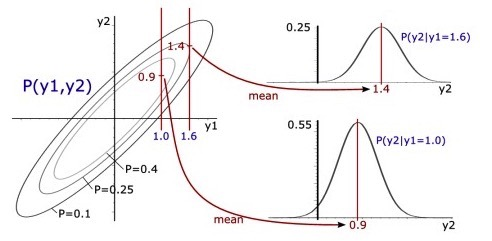 y2
1.4
0.9
P(y1,y2)
y1
1.0 1.6
P=0.4
P=0.25
P=0.1
mean
mean
0.25
P(y2|y1=1.6)
1.4
y2
0.55
P(y2|y1=1.0)
0.9
y2